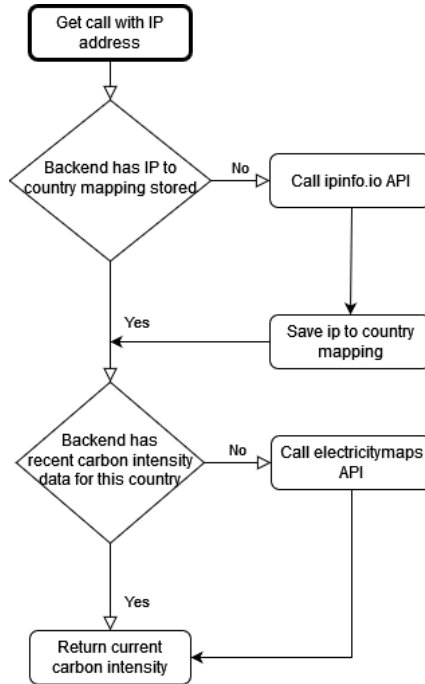 Get call with IP
address
Backend has IP to
country mapping stored
No
Call ipinfo.io API
Yes
Save ip to country
mapping
Backend has
recent carbon intensity
data for this country
No
Call electricitymaps
API
Yes
Return current
carbon intensity